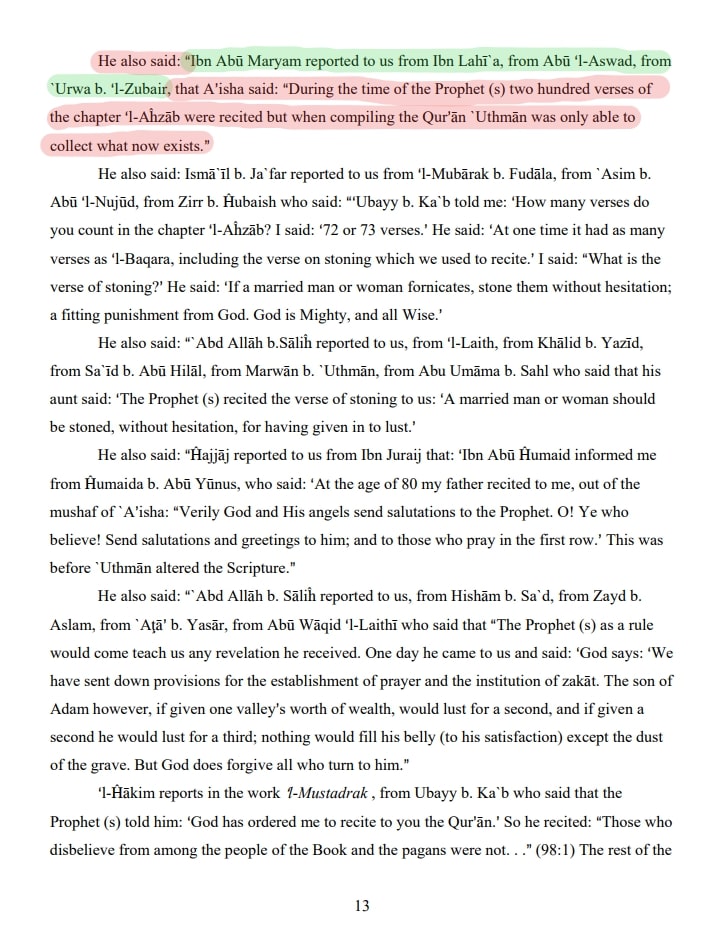 He also said: “Ibn Abū Maryam reported to us from Ibn Lahī`a, from Abū ‘l-Aswad, from
`Urwa b. ‘l-Zubair, that A'isha said: “During the time of the Prophet (s) two hundred verses of
the chapter ‘l-Aĥzāb were recited but when compiling the Qur'ān `Uthmān was only able to
collect what now exists.”
He also said: Ismā`īl b. Ja`far reported to us from ‘l-Mubārak b. Fudāla, from `Asim b.
Abū ‘l-Nujūd, from Zirr b. Ĥubaish who said: “‘Ubayy b. Ka`b told me: ‘How many verses do
you count in the chapter ‘l-Aĥzāb? I said: ‘72 or 73 verses.’ He said: ‘At one time it had as many
verses as ‘l-Baqara, including the verse on stoning which we used to recite.’ I said: “What is the
verse of stoning?’ He said: ‘If a married man or woman fornicates, stone them without hesitation;
a fitting punishment from God. God is Mighty, and all Wise.’
He also said: “`Abd Allāh b.Sāliĥ reported to us, from ‘l-Laith, from Khālid b. Yazīd,
from Sa`īd b. Abū Hilāl, from Marwān b. `Uthmān, from Abu Umāma b. Sahl who said that his
aunt said: ‘The Prophet (s) recited the verse of stoning to us: ‘A married man or woman should
be stoned, without hesitation, for having given in to lust.’
He also said: “Ĥajjāj reported to us from Ibn Juraij that: ‘Ibn Abū Ĥumaid informed me
from Ĥumaida b. Abū Yūnus, who said: ‘At the age of 80 my father recited to me, out of the
mushaf of `A'isha: “Verily God and His angels send salutations to the Prophet. O! Ye who
believe! Send salutations and greetings to him; and to those who pray in the first row.’ This was
before `Uthmān altered the Scripture.”
He also said: “`Abd Allāh b. Sāliĥ reported to us, from Hishām b. Sa`d, from Zayd b.
Aslam, from `Aţā' b. Yasār, from Abū Wāqid ‘l-Laithī who said that “The Prophet (s) as a rule
would come teach us any revelation he received. One day he came to us and said: ‘God says: ‘We
have sent down provisions for the establishment of prayer and the institution of zakāt. The son of
Adam however, if given one valley's worth of wealth, would lust for a second, and if given a
second he would lust for a third; nothing would fill his belly (to his satisfaction) except the dust
of the grave. But God does forgive all who turn to him.”
‘l-Ĥākim reports in the work ‘l-Mustadrak , from Ubayy b. Ka`b who said that the
Prophet (s) told him: ‘God has ordered me to recite to you the Qur'ān.’ So he recited: “Those who
disbelieve from among the people of the Book and the pagans were not. . .” (98:1) The rest of the
13